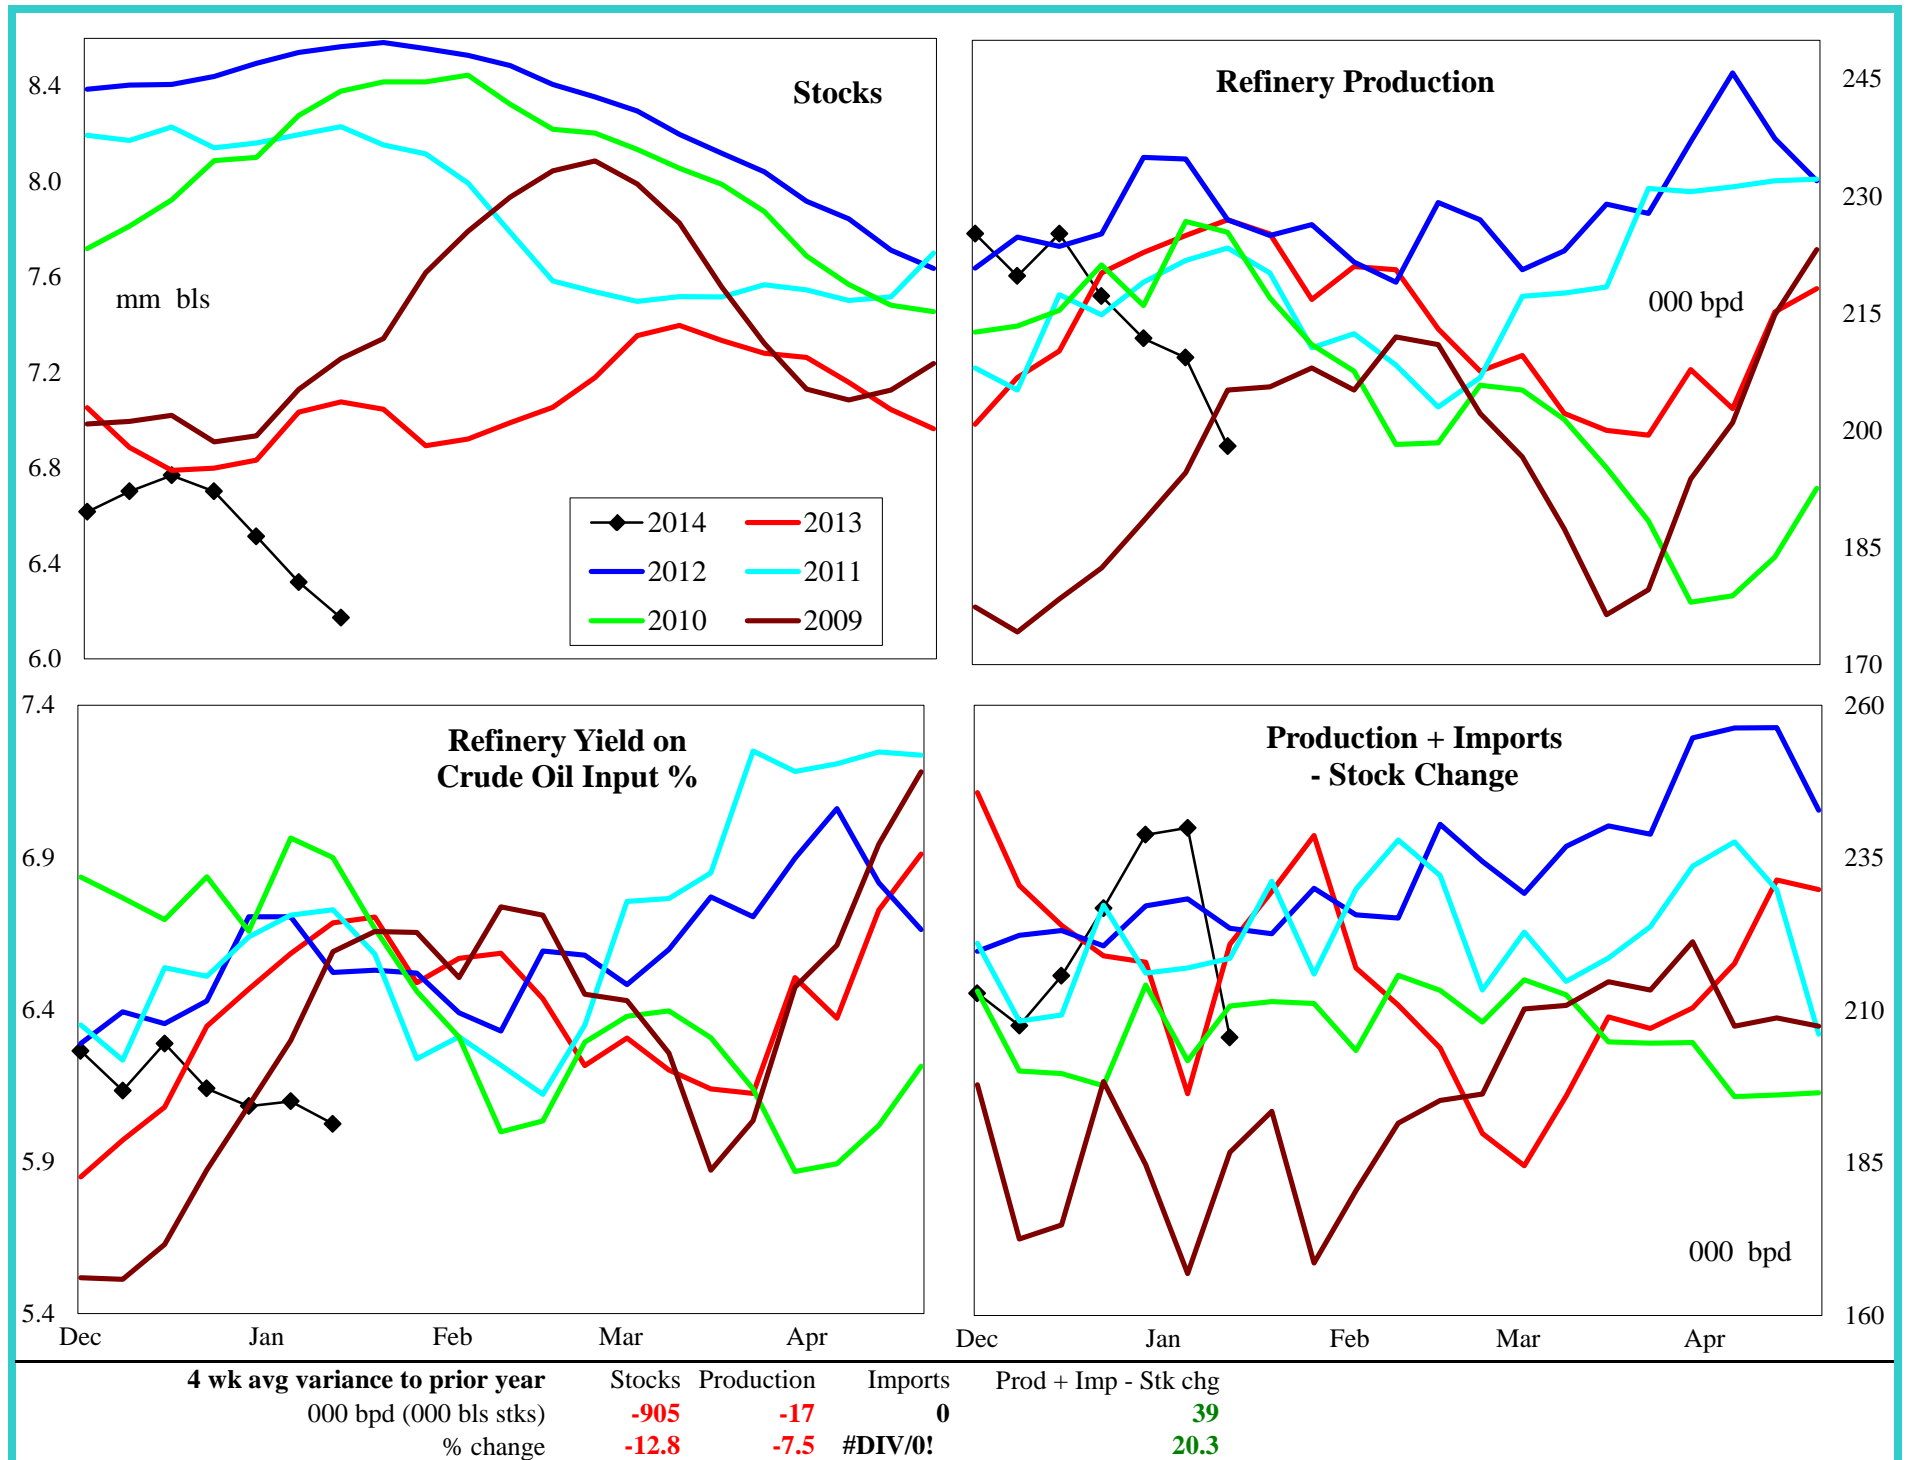 Stocks
8.4
8.0
7.6
7.2
6.8
6.4
6.0
mm bls
2014 2013
2012 2011
2010 2009
Refinery Production
245
230
215
200
185
170
000 bpd
Refinery Yield on
Crude Oil Input %
7.4
6.9
6.4
5.9
5.4
Dec Jan Feb Mar Apr
Production + Imports
- Stock Change
260
235
210
185
160
000 bpd
Dec Jan Feb Mar Apr
4 wk avg variance to prior year Stocks Production Imports Prod + Imp - Stk chg
000 bpd (000 bls stks) -905 -17 0 39
% change -12.8 -7.5 #DIV/0! 20.3